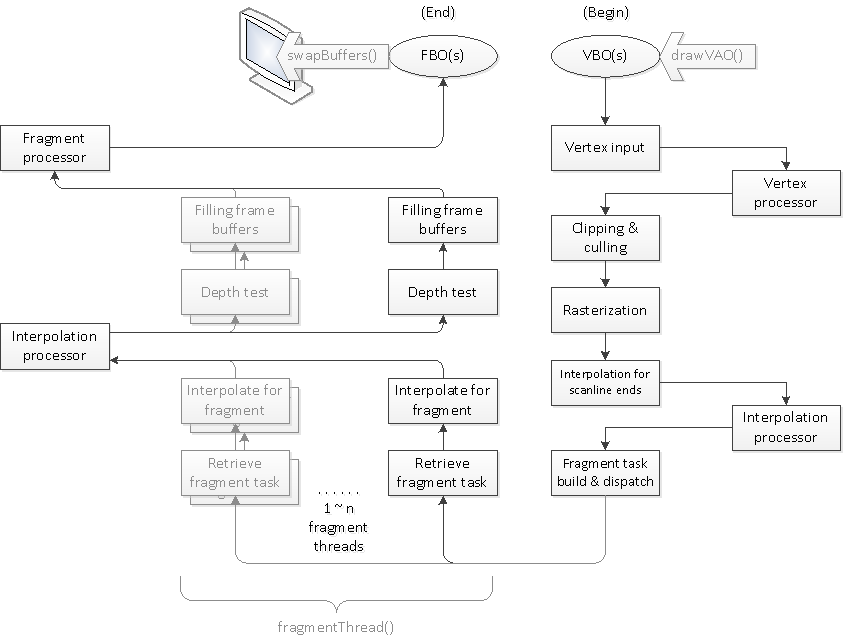 (End)
(Begin)
swapBuffers()
FBO(s)
VBO(s)
drawVAO()
Fragment
processor
Vertex input
Vertex
processor
Filling frame
buffers
Filling frame
buffers
Clipping &
culling
Depth test
Depth test
Rasterization
Interpolation
processor
Interpolation for
scanline ends
Interpolate for
fragment
Interpolate for
fragment
Interpolation
processor
Retrieve
fragment task
Retrieve
fragment task
Fragment task
build & dispatch
......
1 ~ n
fragment
threads
fragmentThread()